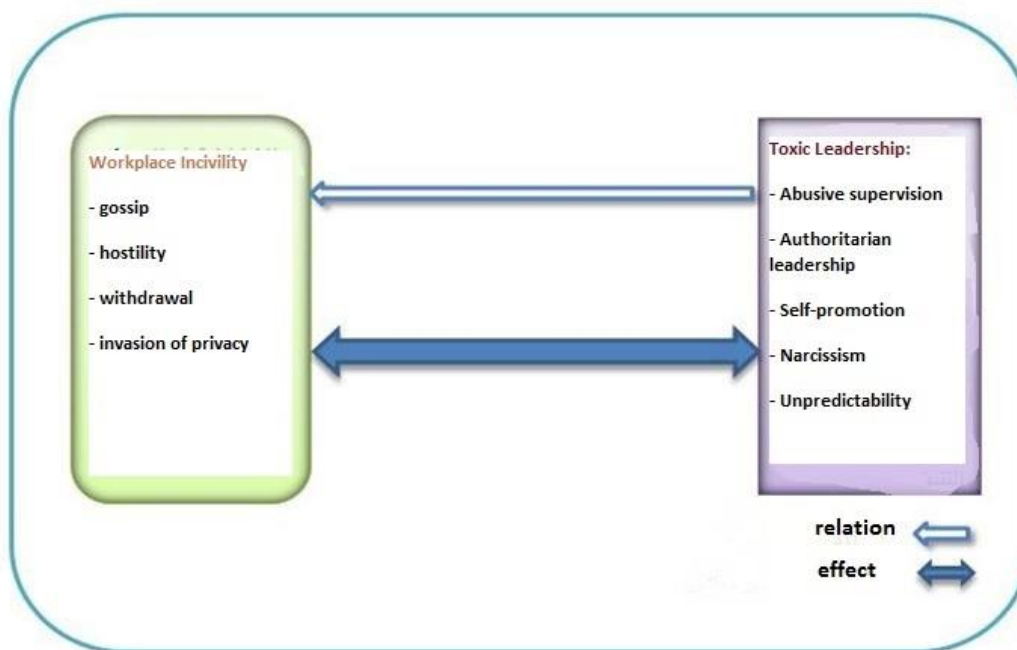 Workplace Incivility
- gossip
- hostility
- withdrawal
- invasion of privacy
Toxic Leadership:
- Abusive supervision
- Authoritarian
leadership
- Self-promotion
- Narcissism
- Unpredictability
relation
effect